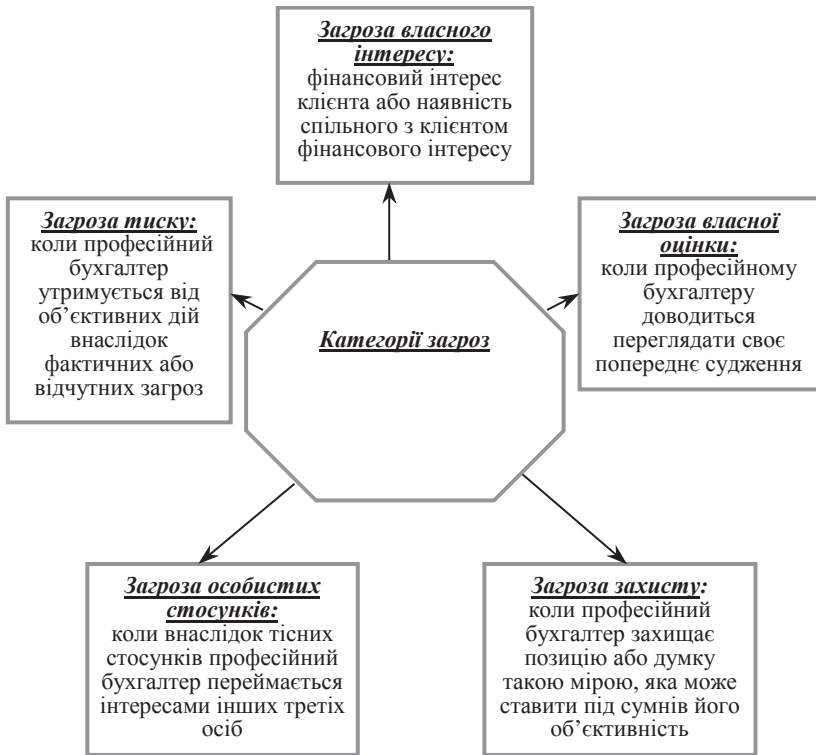 Загроза власного
інтересу:
фінансовий інтерес
клієнта або наявність
спільного з клієнтом
фінансового інтересу
Загроза тиску:
коли професійний
бухгалтер
утримується від
об’єктивних дій
внаслідок
фактичних або
відчутних загроз
Загроза власної
оцінки:
коли професійному
бухгалтеру
доводиться
переглядати своє
попереднє судження
Категорії загроз
Загроза особистих
стосунків:
коли внаслідок тісних
стосунків професійний
бухгалтер переймається
інтересами інших третіх
осіб
Загроза захисту:
коли професійний
бухгалтер захищає
позицію або думку
такою мірою, яка може
ставити під сумнів його
об’єктивність